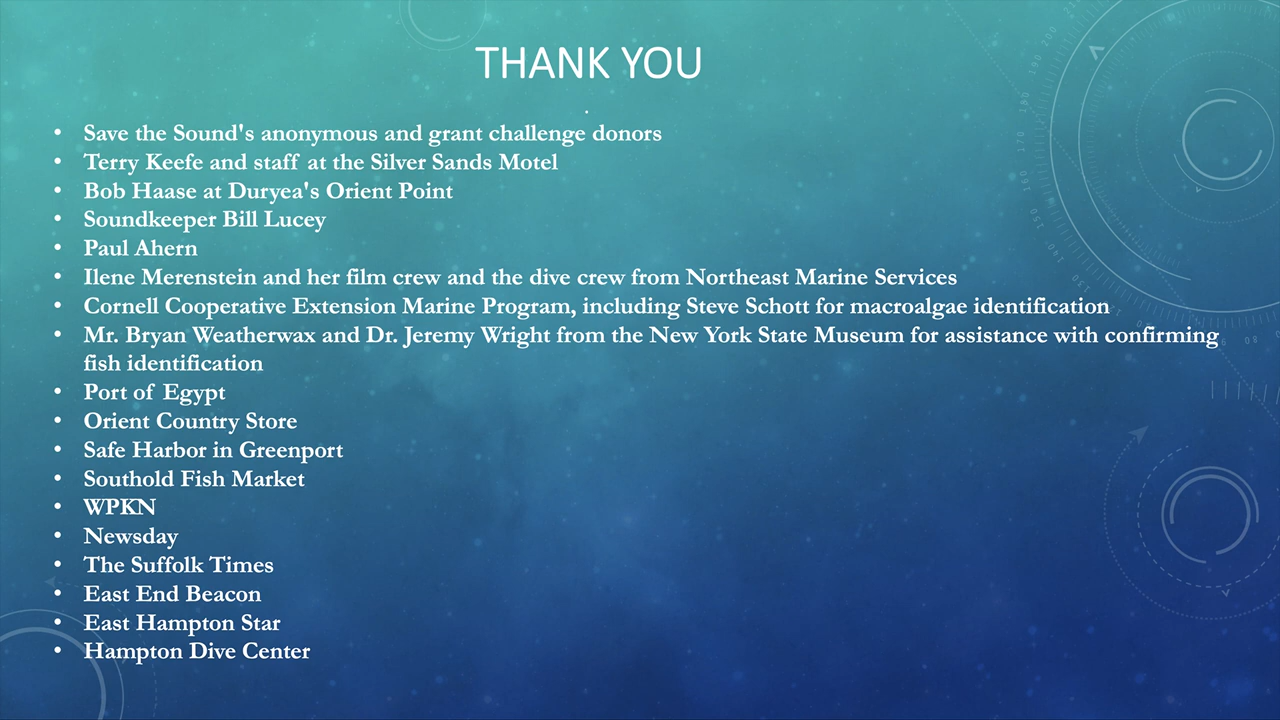 THANK YOU
.
• Save the Sound's anonymous and grant challenge donors
• Terry Keefe and staff at the Silver Sands Motel
• Bob Haase at Duryea's Orient Point
• Soundkeeper Bill Lucey
• Paul Ahern
• Ilene Merenstein and her film crew and the dive crew from Northeast Marine Services
• Cornell Cooperative Extension Marine Program, including Steve Schott for macroalgae identification
• Mr. Bryan Weatherwax and Dr. Jeremy Wright from the New York State Museum for assistance with confirming
fish identification
• Port of Egypt
• Orient Country Store
• Safe Harbor in Greenport
• Southold Fish Market
• WPKN
• Newsday
• The Suffolk Times
• East End Beacon
• East Hampton Star
• Hampton Dive Center